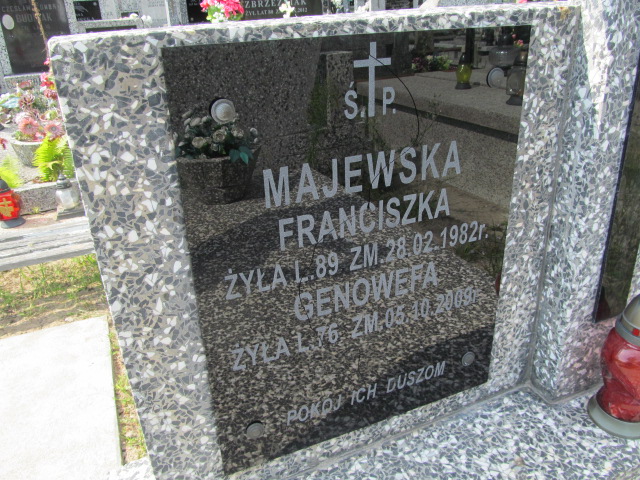 Ś. P.
MAJEWSKA
FRANCISZKA
ŻYŁA L. 89 ZM. 28.02.1982r.
GENOWEFA
ŻYŁA L. 76 ZM. 05.10.2009r.
POKÓJ ICH DUSZOM